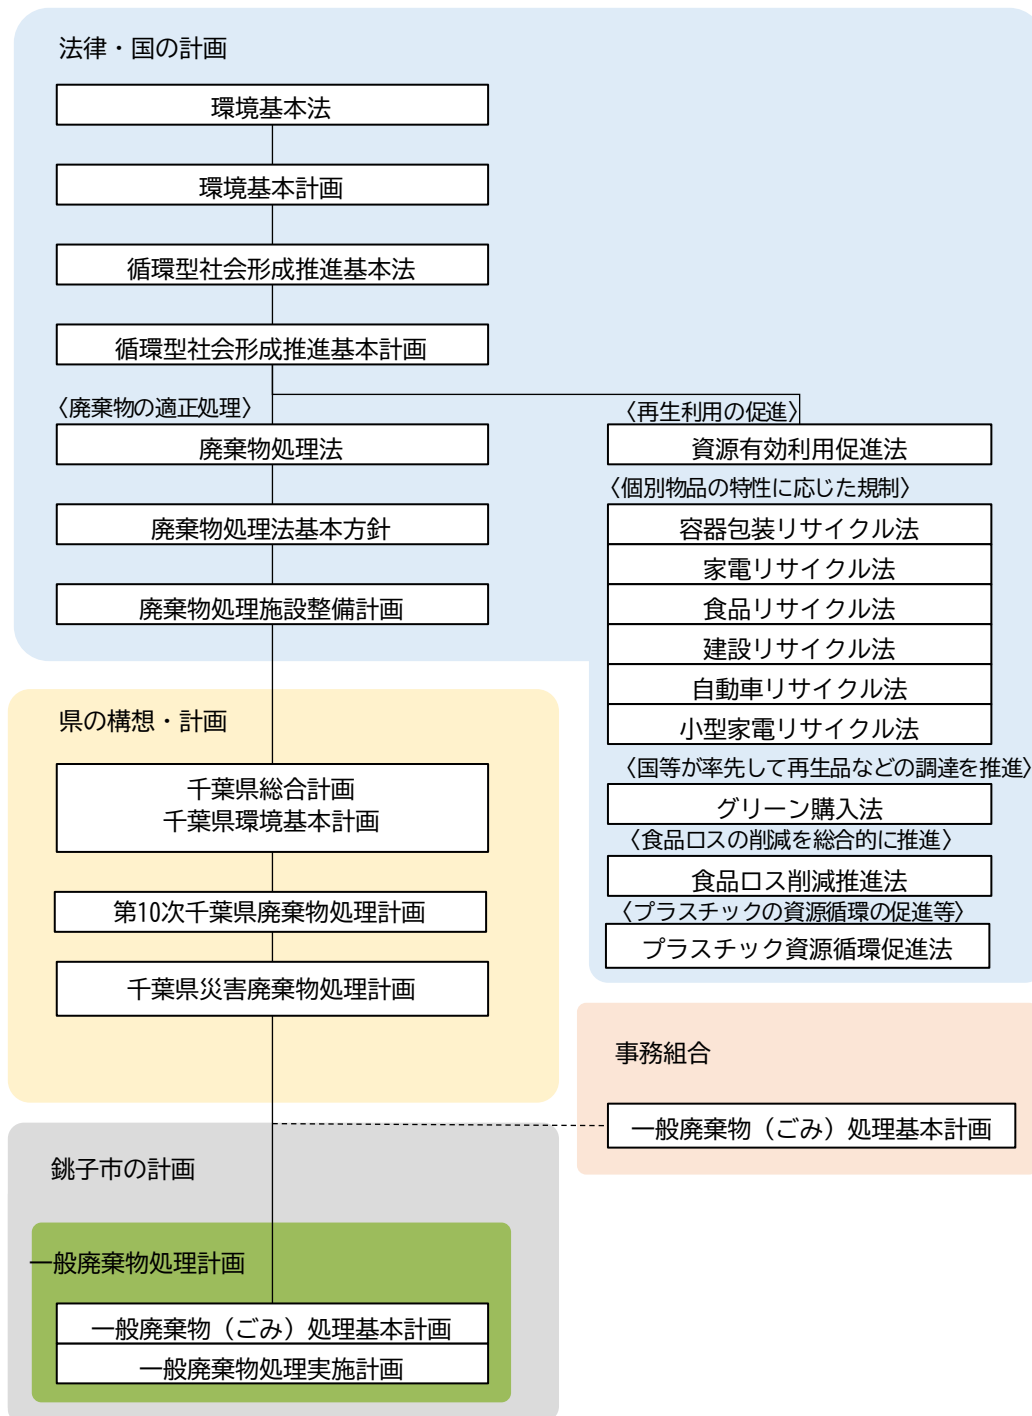 法律・国の計画
環境基本法
環境基本計画
循環型社会形成推進基本法
循環型社会形成推進基本計画
〈廃棄物の適正処理〉
廃棄物処理法
廃棄物処理法基本方針
廃棄物処理施設整備計画
〈再生利用の促進〉
資源有効利用促進法
〈個別物品の特性に応じた規制〉
容器包装リサイクル法
家電リサイクル法
食品リサイクル法
建設リサイクル法
自動車リサイクル法
小型家電リサイクル法
〈国等が率先して再生品などの調達を推進〉
グリーン購入法
〈食品ロスの削減を総合的に推進〉
食品ロス削減推進法
〈プラスチックの資源循環の促進等〉
プラスチック資源循環促進法
県の構想・計画
千葉県総合計画
千葉県環境基本計画
第10次千葉県廃棄物処理計画
千葉県災害廃棄物処理計画
事務組合
一般廃棄物（ごみ）処理基本計画
銚子市の計画
一般廃棄物処理計画
一般廃棄物（ごみ）処理基本計画
一般廃棄物処理実施計画